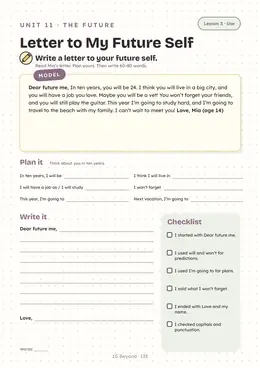 UNIT 11 · THE FUTURE
Lesson 3 · Use
Letter to My Future Self
Write a letter to your future self.
Read Mia's letter. Plan yours. Then write 60-80 words.
MODEL
Dear future me, In ten years, you will be 24. I think you will live in a big city, and
you will have a job you love. Maybe you will be a vet! You won't forget your friends,
and you will still play the guitar. This year I'm going to study hard, and I'm going to
travel to the beach with my family. I can't wait to meet you! Love, Mia (age 14)
Plan it
Think about you in ten years.
In ten years, I will be
I think I will live in
I will have a job as / I will study
I won't forget
This year, I'm going to
Next vacation, I'm going to
Write it
Dear future me,
Love,
Words:
Checklist
I started with Dear future me.
I used will and won't for
predictions.
I used I'm going to for plans.
I said what I won't forget.
I ended with Love and my
name.
I checked capitals and
punctuation.